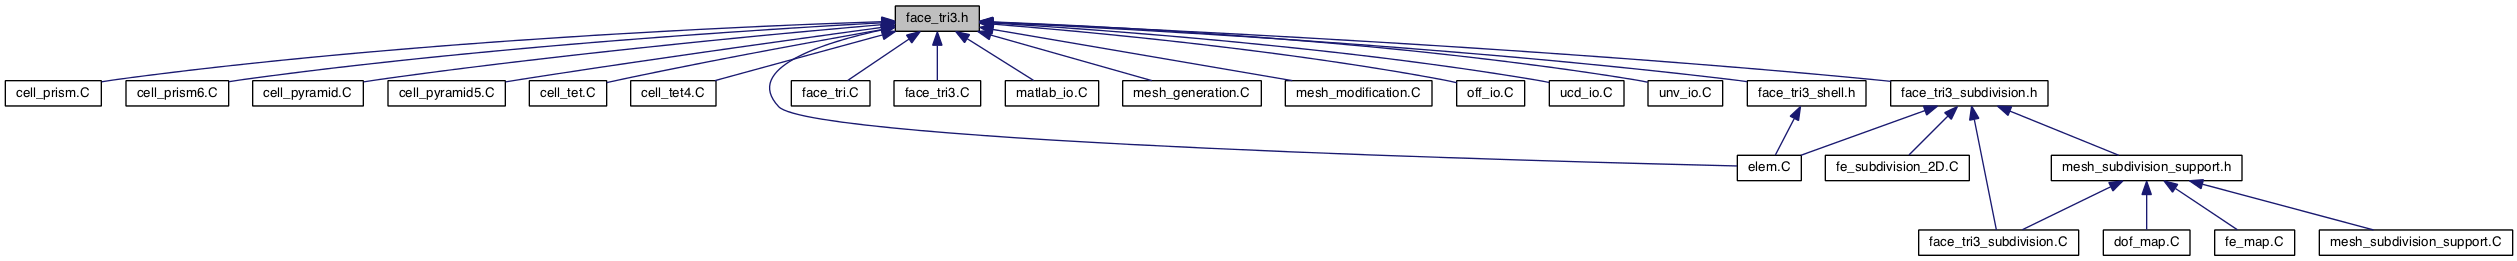 face_tri3.h
cell_prism.C
cell_prism6.C
cell_pyramid.C
cell_pyramid5.C
cell_tet.C
cell_tet4.C
face_tri.C
face_tri3.C
matlab_io.C
mesh_generation.C
mesh_modification.C
off_io.C
ucd_io.C
unv_io.C
face_tri3_shell.h
face_tri3_subdivision.h
elem.C
fe_subdivision_2D.C
mesh_subdivision_support.h
face_tri3_subdivision.C
dof_map.C
fe_map.C
mesh_subdivision_support.C